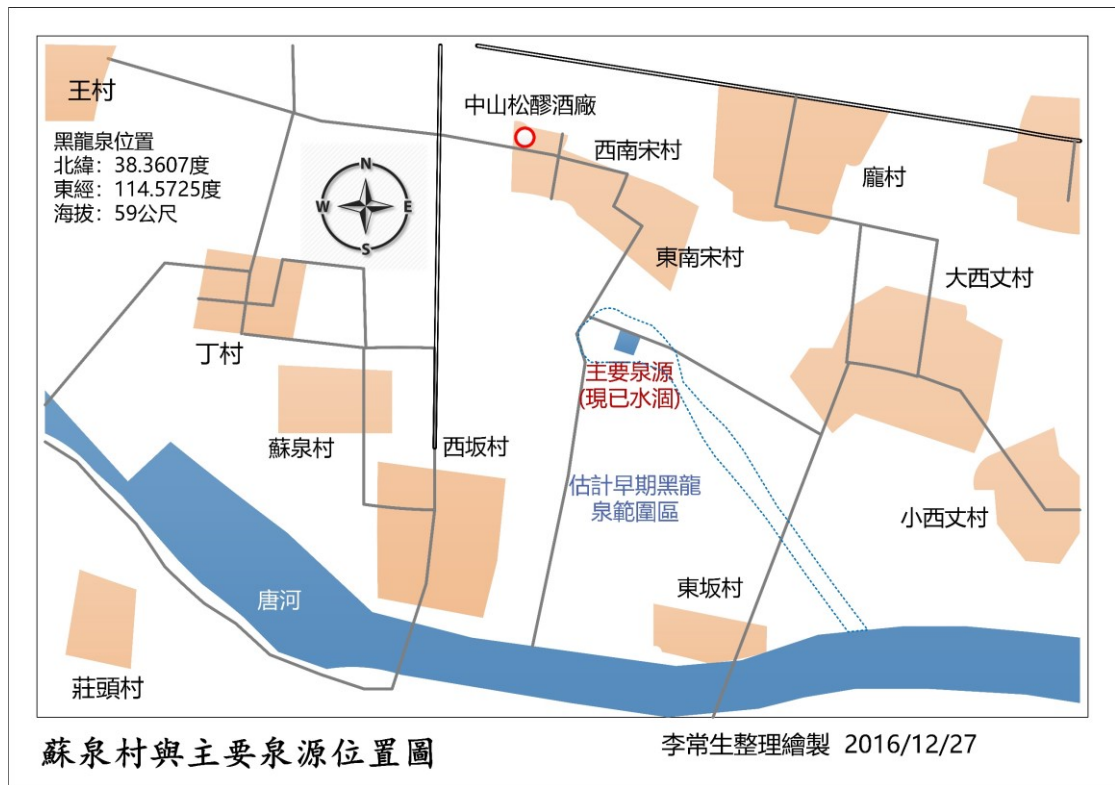 王村
中山松醪酒廠
黑龍泉位置
北緯：38.3607度
東經：114.5725度
海拔：59公尺
西南宋村
龐村
N
W
E
S
東南宋村
大西丈村
丁村
主要泉源
(現已水涸)
蘇泉村
西坂村
估計早期黑龍
泉範圍區
小西丈村
東坂村
唐河
莊頭村
蘇泉村與主要泉源位置圖
李常生整理繪製 2016/12/27